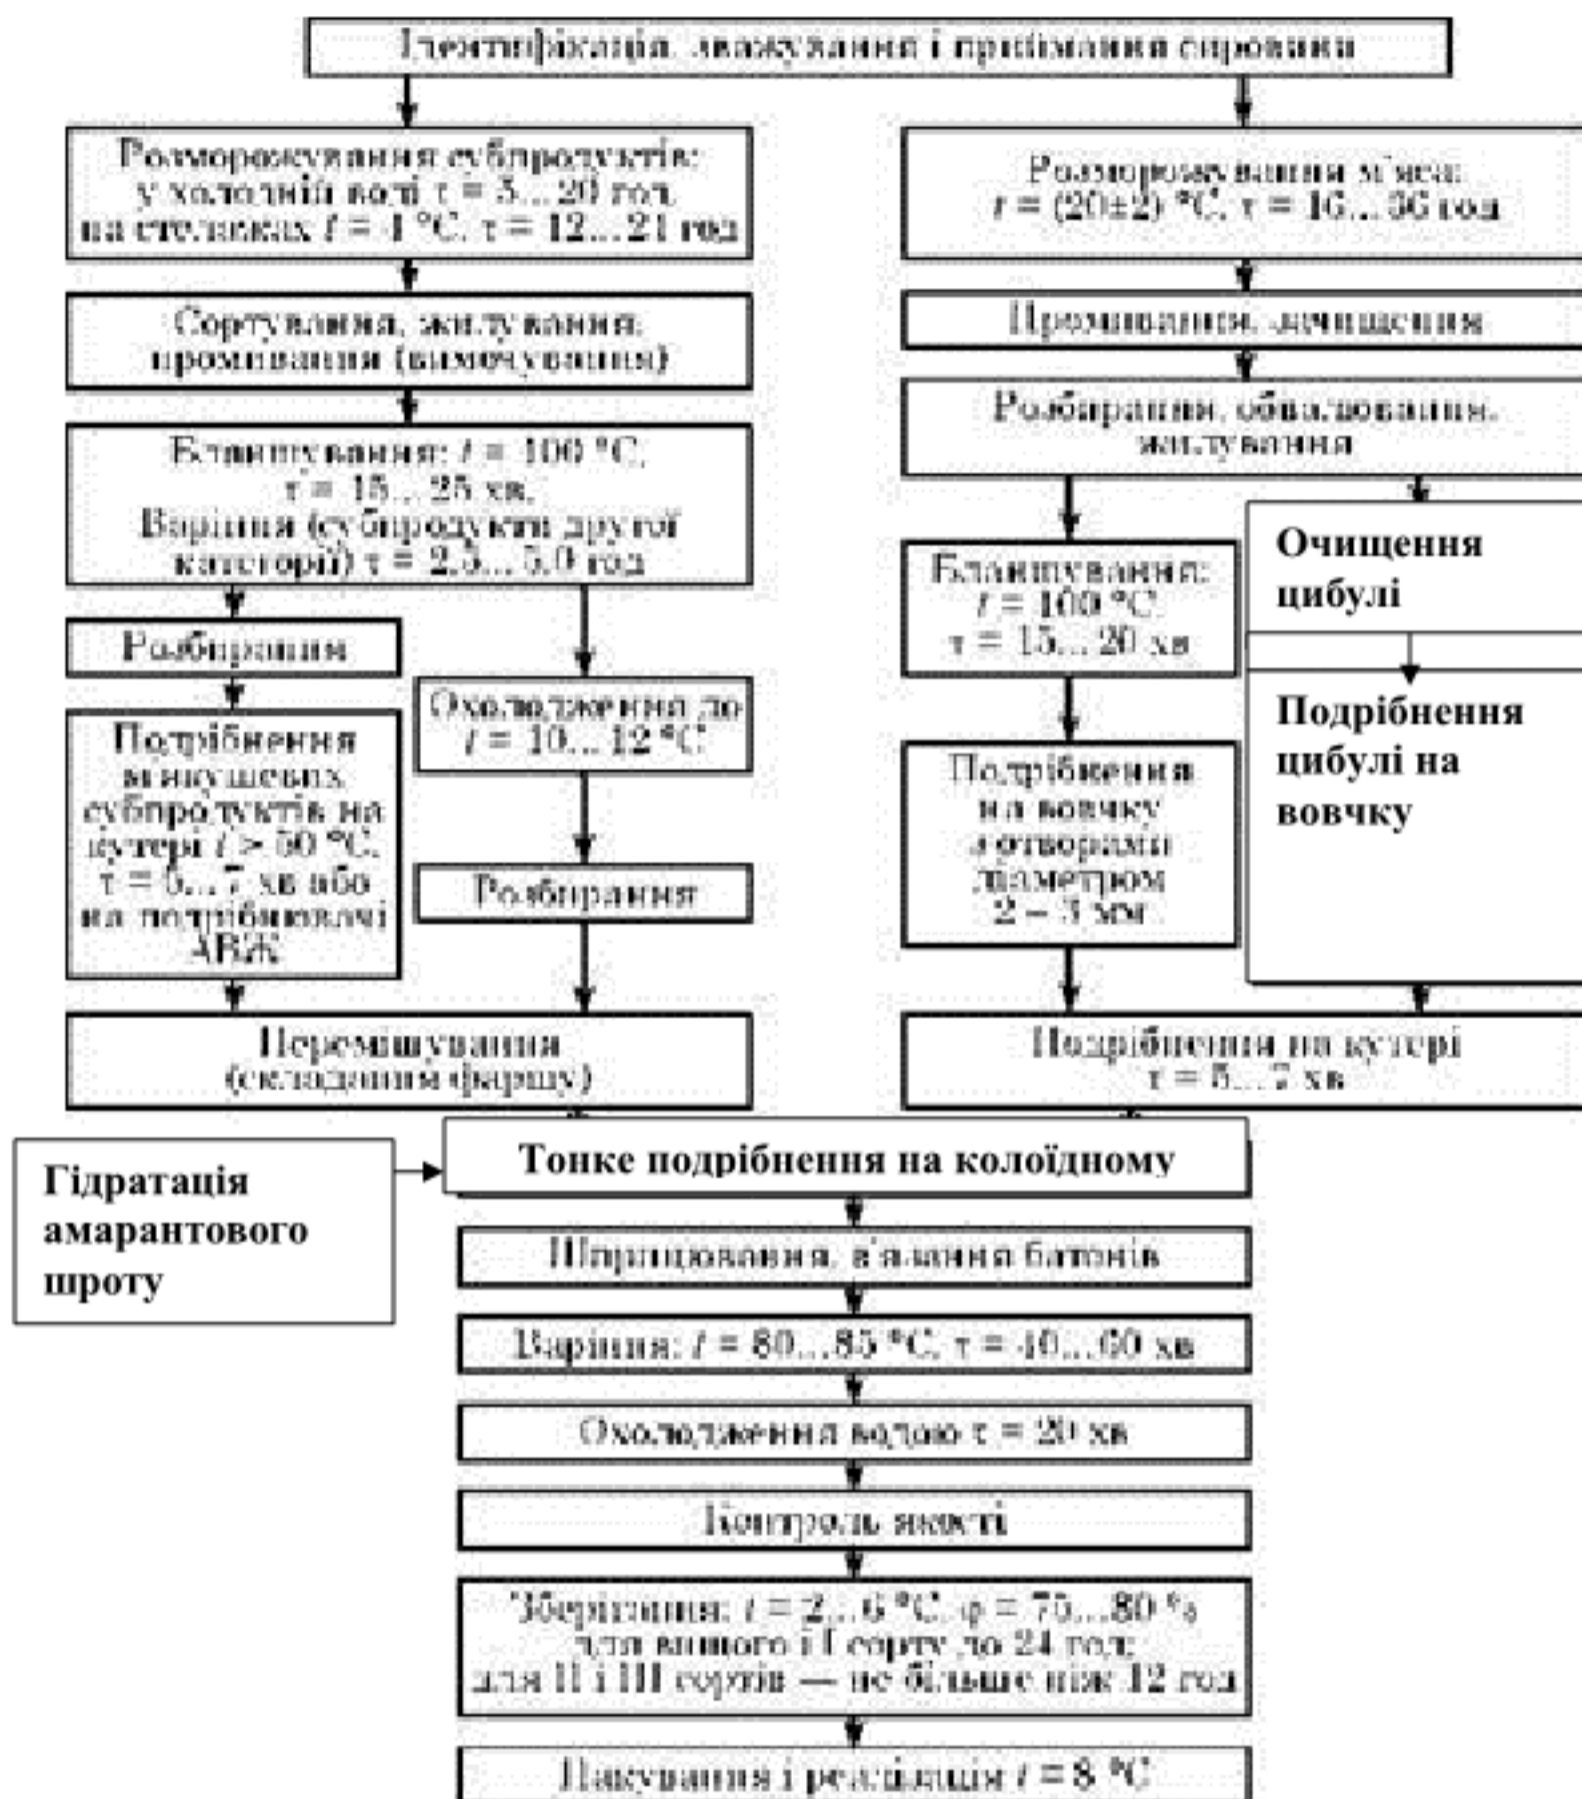 Ідентифікація, зважування і приймання сировини
Розморожування субпродуктів:
у холодній воді τ = 5...20 год,
на стелажах t = 4 °C, τ = 12...24 год
Сортування, жилування,
промивання (вимочування)
Бланшування: t = 100 °C,
τ = 15... 25 хв,
Варіння (субпродукти другої
категорії) τ = 2,5... 5,0 год
Розбирання
Подрібнення
м'якушевих
субпродуктів на
кутері t > 50 °C,
τ = 5...7 хв або
на подрібнювачі
АВЖ
Охолодження до
t = 10... 12 °C
Розбирання
Перемішування
(складання фаршу)
Розморожування м'яса:
t = (20±2) °C, τ = 16... 36 год
Промивання, зачищення
Розбирання, обвалювання,
жилування
Бланшування:
t = 100 °C,
τ = 15... 20 хв
Подрібнення
на вовчку
з отворами
діаметром
2 – 3 мм
Очищення
цибулі
Подрібнення
цибулі на
вовчку
Подрібнення на кутері
τ = 5...7 хв
Гідратація
амарантового
шроту
Тонке подрібнення на колоїдному
Шприцювання, в'язання батонів
Варіння: t = 80...85 °C, τ = 40...60 хв
Охолодження водою τ = 20 хв
Контроль якості
Зберігання: t = 2...6 °C, φ = 75...80 %
для вищого і I сорту до 24 год;
для II і III сортів — не більше ніж 12 год
Пакування і реалізація t = 8 °C